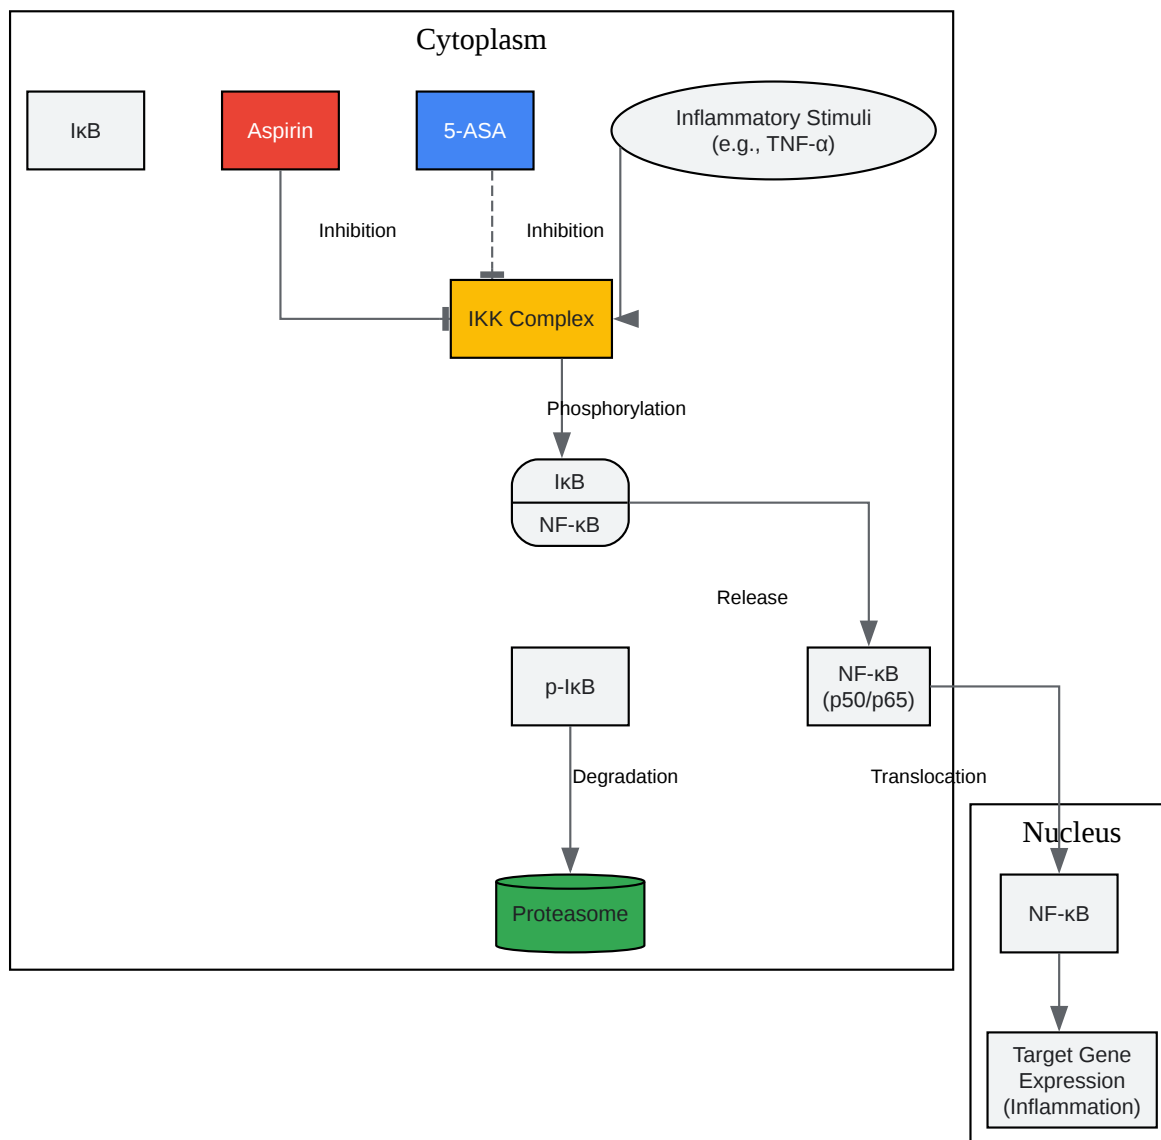 Cytoplasm
IκB
Aspirin
5-ASA
Inflammatory Stimuli
(e.g., TNF-α)
Inhibition
Inhibition
IKK Complex
Phosphorylation
IκB
NF-κB
Release
p-IκB
NF-κB
(p50/p65)
Degradation
Translocation
Nucleus
Proteasome
NF-κB
Target Gene
Expression
(Inflammation)